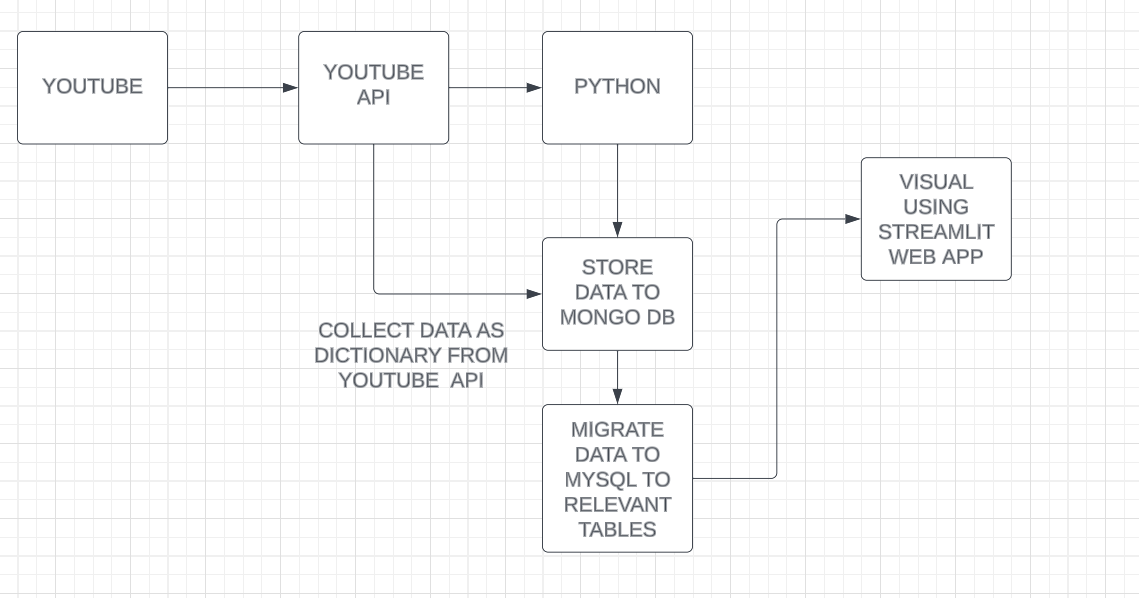 YOUTUBE
YOUTUBE
API
PYTHON
VISUAL
USING
STREAMLIT
WEB APP
STORE
DATA TO
MONGO DB
COLLECT DATA AS
DICTIONARY FROM
YOUTUBE  API
MIGRATE
DATA TO
MYSQL TO
RELEVANT
TABLES